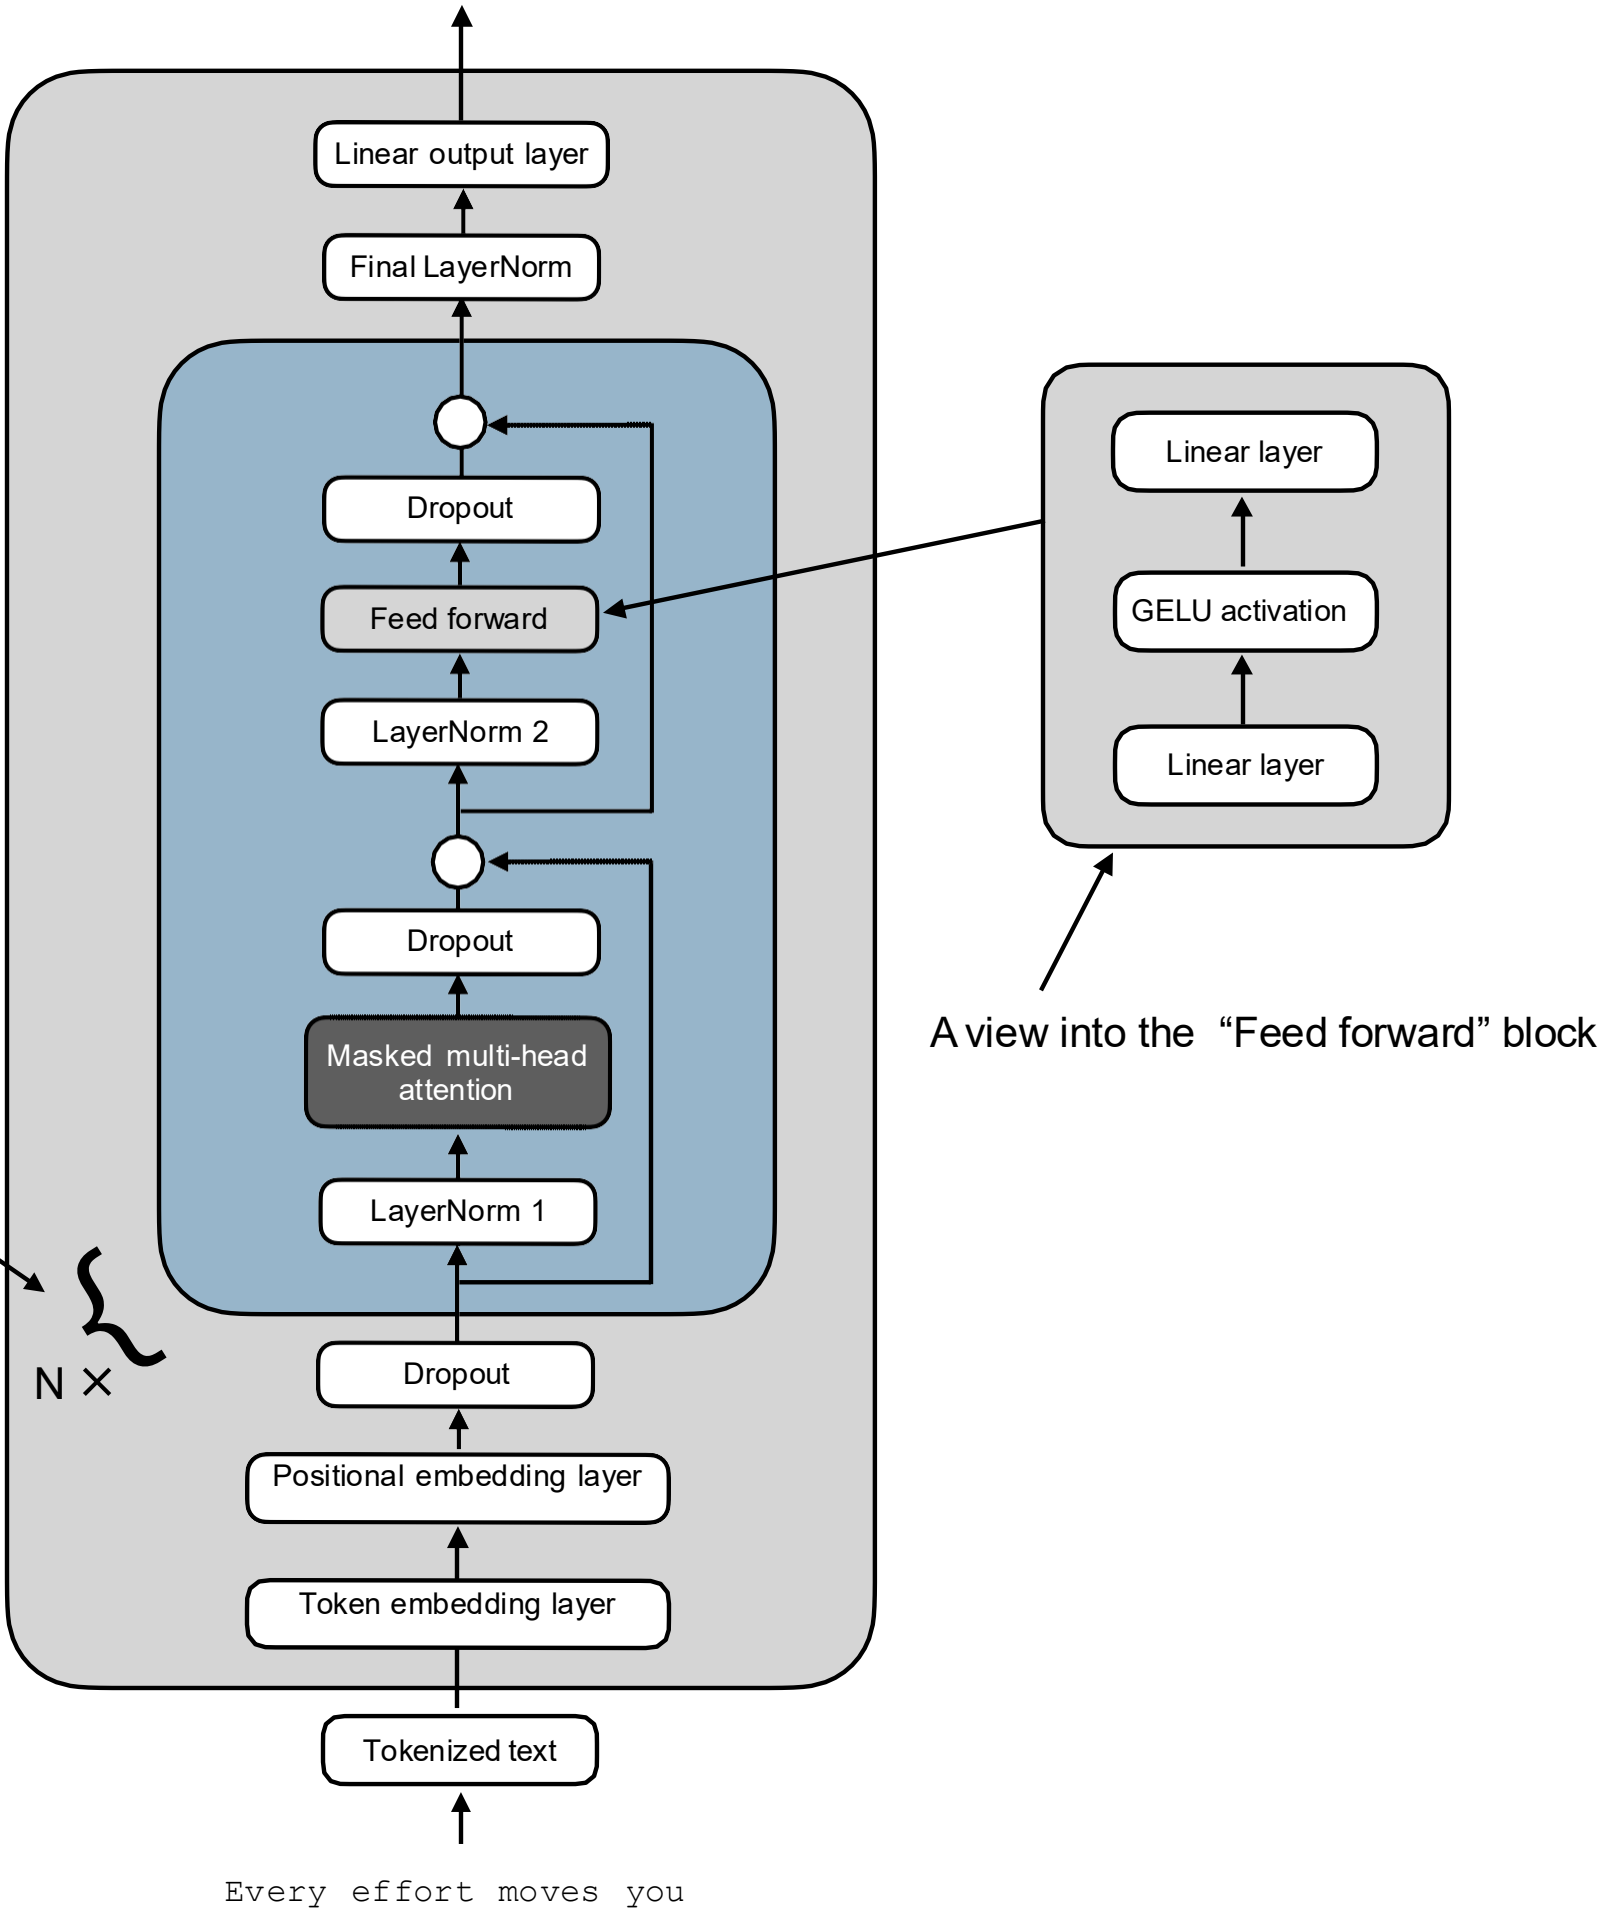 Linear output layer
Final LayerNorm
Dropout
Feed forward
LayerNorm 2
Dropout
Masked multi-head
attention
LayerNorm 1
N ×
Dropout
Positional embedding layer
Token embedding layer
Tokenized text
Every effort moves you
Linear layer
GELU activation
Linear layer
A view into the “Feed forward” block